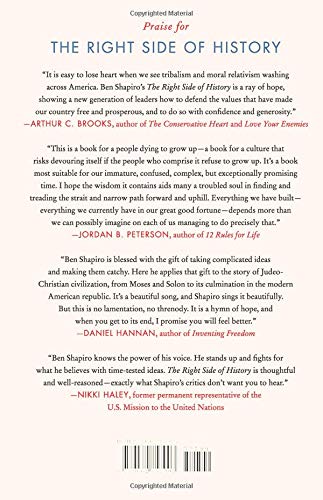 Copyrighted Material
Praise for
THE RIGHT SIDE OF HISTORY
"It is easy to lose heart when we see tribalism and moral relativism washing
across America. Ben Shapiro's The Right Side of History is a ray of hope,
showing a new generation of leaders how to defend the values that have made
our country free and prosperous, and to do so with confidence and generosity."
—ARTHUR C. BROOKS, author of The Conservative Heart and Love Your Enemies
"This is a book for a people dying to grow up—a book for a culture that
risks devouring itself if the people who comprise it refuse to grow up. It's a book
most suitable for our immature, confused, complex, but exceptionally promising
time. I hope the wisdom it contains aids many a troubled soul in finding and
treading the strait and narrow path forward and uphill. Everything we have built—
everything we currently have in our great good fortune—depends more than
we can possibly imagine on each of us managing to do precisely that."
—JORDAN B. PETERSON, author of 12 Rules for Life
"Ben Shapiro is blessed with the gift of taking complicated ideas and
making them catchy. Here he applies that gift to the story of Judeo-
Christian civilization, from Moses and Solon to its culmination in the modern
American republic. It's a beautiful song, and Shapiro sings it beautifully.
But this is no lamentation, no threnody. It is a hymn of hope, and
when you get to its end, I promise you will feel better."
—DANIEL HANNAN, author of Inventing Freedom
"Ben Shapiro knows the power of his voice. He stands up and fights for
what he believes with time-tested ideas. The Right Side of History is thoughtful
and well-reasoned—exactly what Shapiro's critics don't want you to hear."
—NIKKI HALEY, former permanent representative of the
U.S. Mission to the United Nations
Copyrighted Material